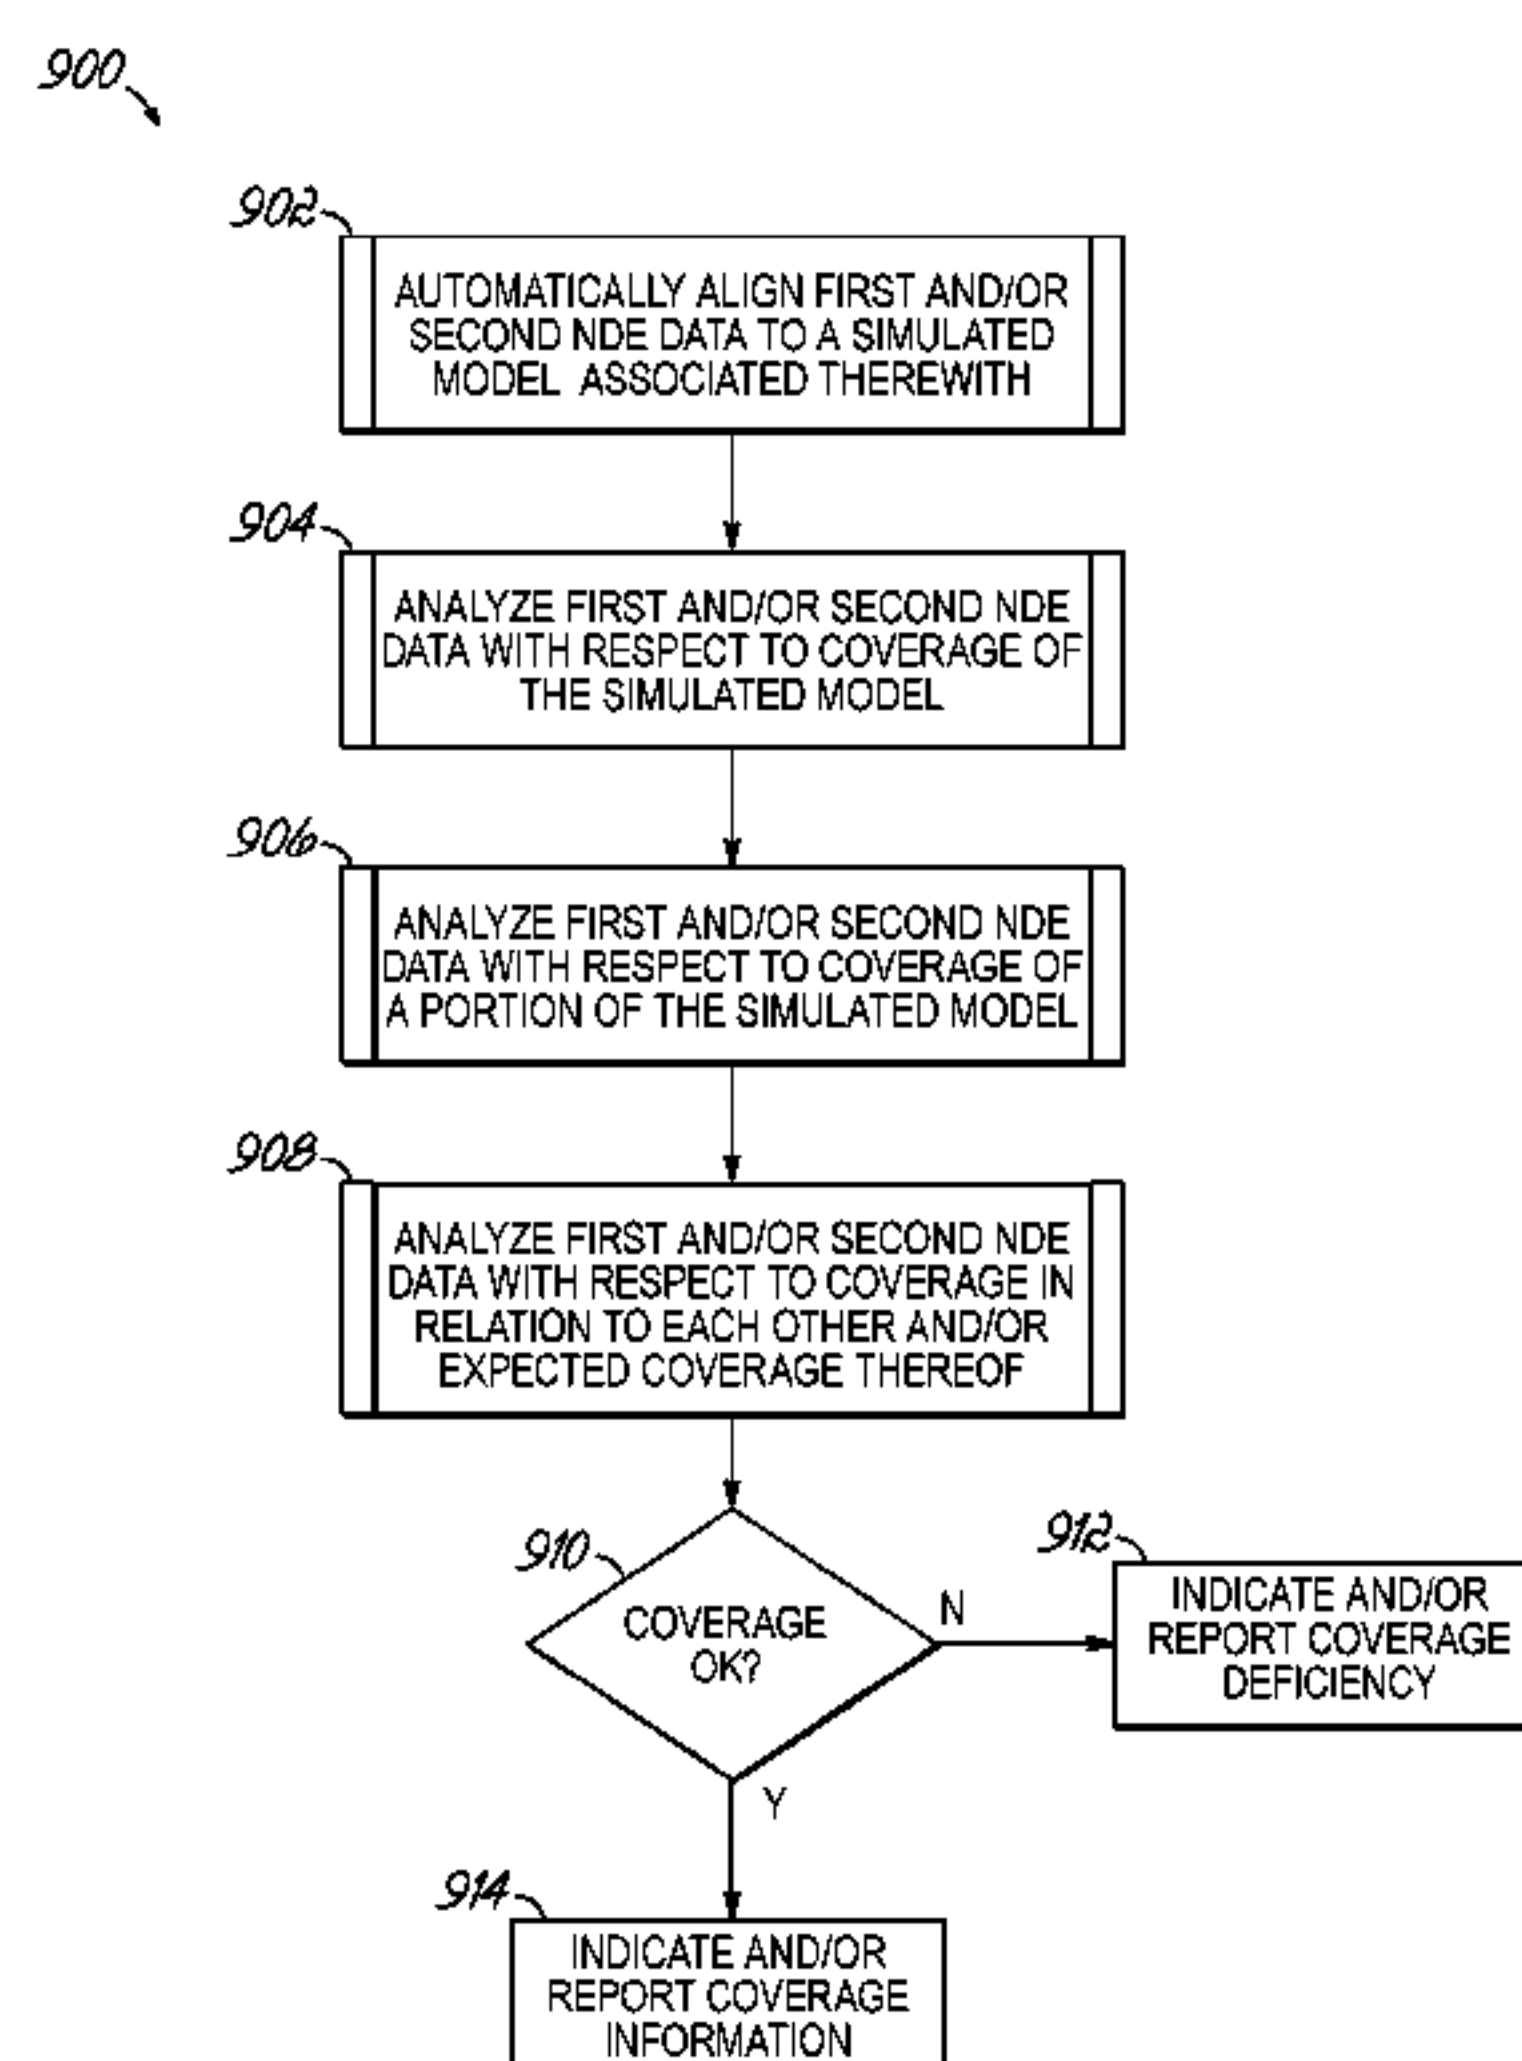 900
902
AUTOMATICALLY ALIGN FIRST AND/OR
SECOND NDE DATA TO A SIMULATED
MODEL ASSOCIATED THEREWITH
904
ANALYZE FIRST AND/OR SECOND NDE
DATA WITH RESPECT TO COVERAGE OF
THE SIMULATED MODEL
906
ANALYZE FIRST AND/OR SECOND NDE
DATA WITH RESPECT TO COVERAGE OF
A PORTION OF THE SIMULATED MODEL
908
ANALYZE FIRST AND/OR SECOND NDE
DATA WITH RESPECT TO COVERAGE IN
RELATION TO EACH OTHER AND/OR
EXPECTED COVERAGE THEREOF
910
COVERAGE
OK?
N
912
INDICATE AND/OR
REPORT COVERAGE
DEFICIENCY
Y
914
INDICATE AND/OR
REPORT COVERAGE
INFORMATION